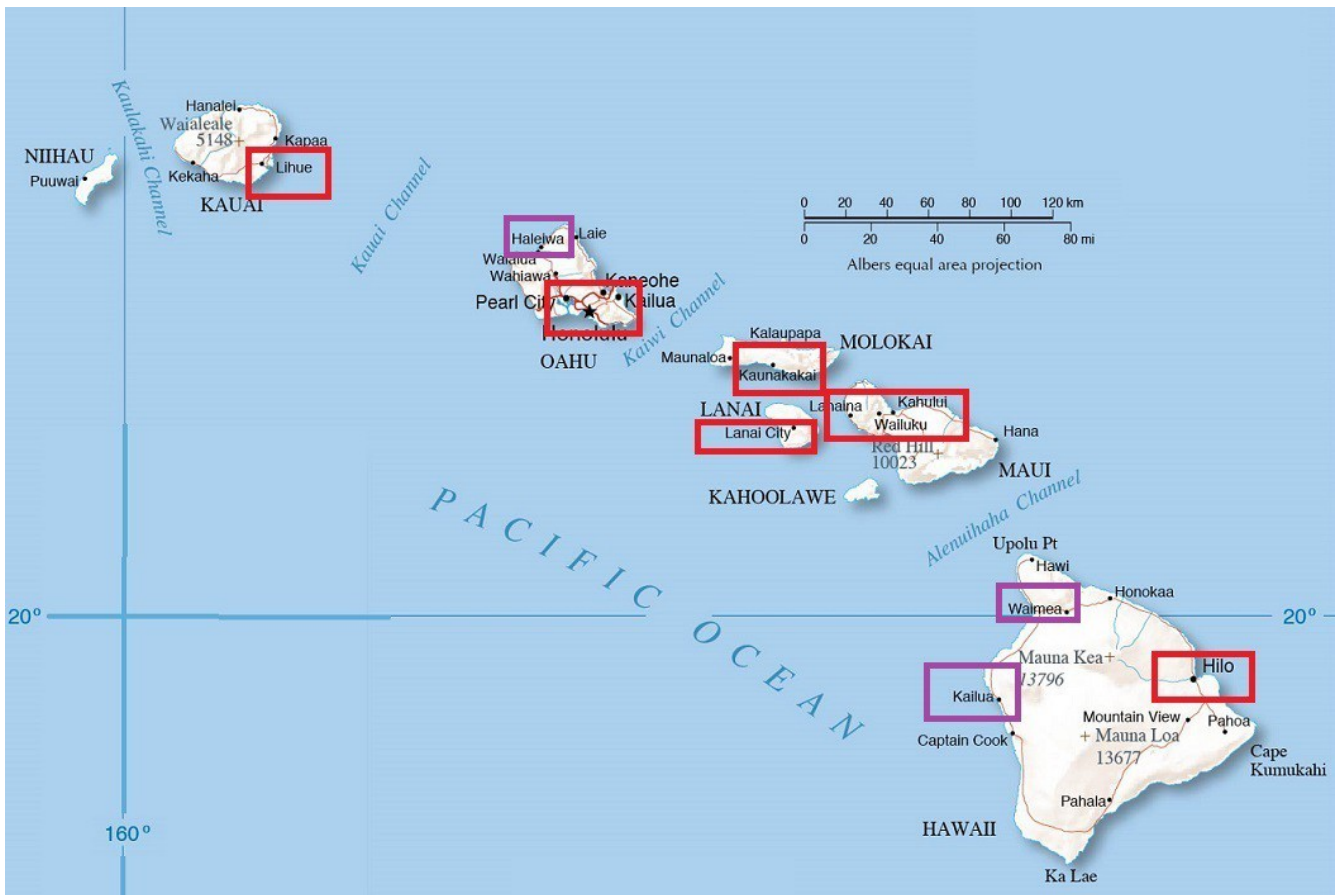 Kaulakahi Channel
Hanalei
Waialeale
5148
Kapaa
NIIHAU
Puuwai
Kekaha
Lihue
KAUAI
Kauai Channel
Haleiwa
Laie
Waialua
Wahiawa
Kaneohe
Pearl City
Kailua
Honolulu
OAHU
Kaiwi Channel
0 20 40 60 80 100 120 km
0 20 40 60 80 mi
Albers equal area projection
Kalaupapa
MOLOKAI
Maunaloa
Kaunakakai
LANAI
Lanai City
Lahaina
Kahului
Wailuku
Red Hill
10023
Hana
MAUI
KAHOOLAWE
Alenuihaha Channel
PACIFIC
OCEAN
Upolu Pt
Hawi
Waimea
Honokaa
20°
20°
Mauna Kea
13796
Hilo
Kailua
Mountain View
Pahoa
Captain Cook
Mauna Loa
13677
Cape
Kumukahi
Pahala
HAWAII
Ka Lae
160°